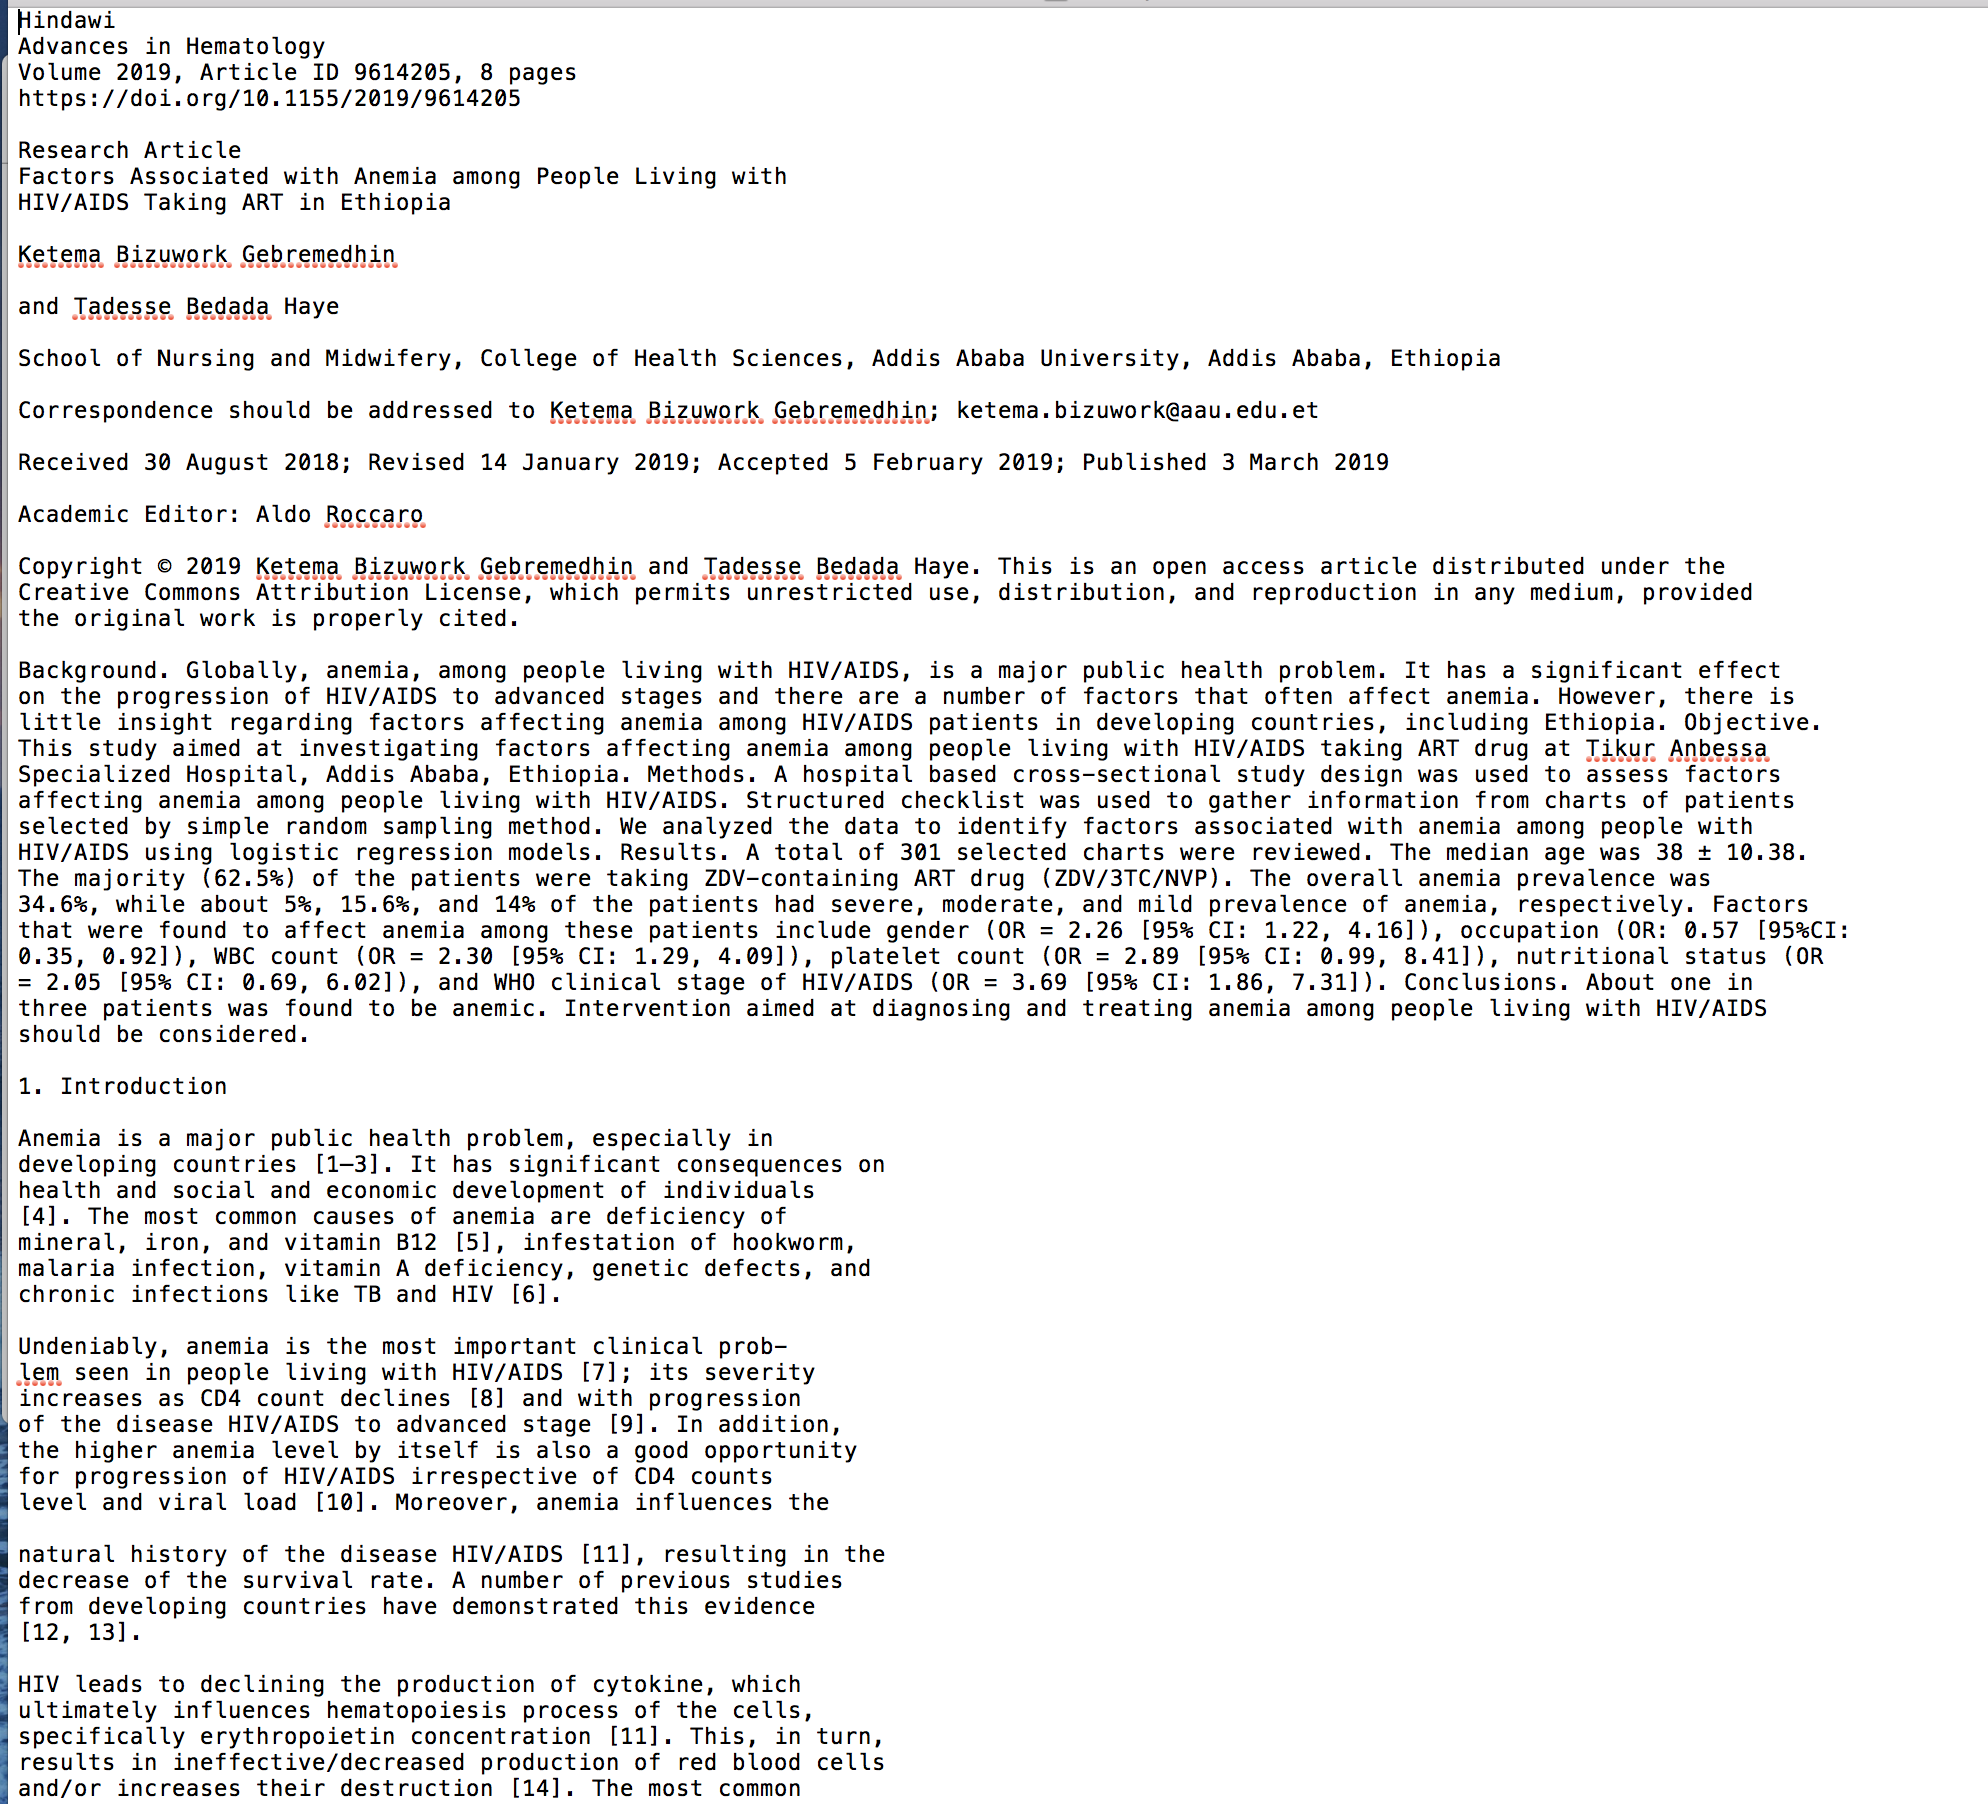 Hindawi
Advances in Hematology
Volume 2019, Article ID 9614205, 8 pages
https://doi.org/10.1155/2019/9614205
Research Article
Factors Associated with Anemia among People Living with
HIV/AIDS Taking ART in Ethiopia
Ketema Bizuwork Gebremedhin
and Tadesse Bedada Haye
School of Nursing and Midwifery, College of Health Sciences, Addis Ababa University, Addis Ababa, Ethiopia
Correspondence should be addressed to Ketema Bizuwork Gebremedhin; ketema.bizuwork@aau.edu.et
Received 30 August 2018; Revised 14 January 2019; Accepted 5 February 2019; Published 3 March 2019
Academic Editor: Aldo Roccaro
Copyright © 2019 Ketema Bizuwork Gebremedhin and Tadesse Bedada Haye. This is an open access article distributed under the
Creative Commons Attribution License, which permits unrestricted use, distribution, and reproduction in any medium, provided
the original work is properly cited.
Background. Globally, anemia, among people living with HIV/AIDS, is a major public health problem. It has a significant effect
on the progression of HIV/AIDS to advanced stages and there are a number of factors that often affect anemia. However, there is
little insight regarding factors affecting anemia among HIV/AIDS patients in developing countries, including Ethiopia. Objective.
This study aimed at investigating factors affecting anemia among people living with HIV/AIDS taking ART drug at Tikur Anbessa
Specialized Hospital, Addis Ababa, Ethiopia. Methods. A hospital based cross-sectional study design was used to assess factors
affecting anemia among people living with HIV/AIDS. Structured checklist was used to gather information from charts of patients
selected by simple random sampling method. We analyzed the data to identify factors associated with anemia among people with
HIV/AIDS using logistic regression models. Results. A total of 301 selected charts were reviewed. The median age was 38 ± 10.38.
The majority (62.5%) of the patients were taking ZDV-containing ART drug (ZDV/3TC/NVP). The overall anemia prevalence was
34.6%, while about 5%, 15.6%, and 14% of the patients had severe, moderate, and mild prevalence of anemia, respectively. Factors
that were found to affect anemia among these patients include gender (OR = 2.26 [95% CI: 1.22, 4.16]), occupation (OR: 0.57 [95%CI:
0.35, 0.92]), WBC count (OR = 2.30 [95% CI: 1.29, 4.09]), platelet count (OR = 2.89 [95% CI: 0.99, 8.41]), nutritional status (OR
= 2.05 [95% CI: 0.69, 6.02]), and WHO clinical stage of HIV/AIDS (OR = 3.69 [95% CI: 1.86, 7.31]). Conclusions. About one in
three patients was found to be anemic. Intervention aimed at diagnosing and treating anemia among people living with HIV/AIDS
should be considered.
1. Introduction
Anemia is a major public health problem, especially in
developing countries [1–3]. It has significant consequences on
health and social and economic development of individuals
[4]. The most common causes of anemia are deficiency of
mineral, iron, and vitamin B12 [5], infestation of hookworm,
malaria infection, vitamin A deficiency, genetic defects, and
chronic infections like TB and HIV [6].
Undeniably, anemia is the most important clinical prob-
lem seen in people living with HIV/AIDS [7]; its severity
increases as CD4 count declines [8] and with progression
of the disease HIV/AIDS to advanced stage [9]. In addition,
the higher anemia level by itself is also a good opportunity
for progression of HIV/AIDS irrespective of CD4 counts
level and viral load [10]. Moreover, anemia influences the
natural history of the disease HIV/AIDS [11], resulting in the
decrease of the survival rate. A number of previous studies
from developing countries have demonstrated this evidence
[12, 13].
HIV leads to declining the production of cytokine, which
ultimately influences hematopoiesis process of the cells,
specifically erythropoietin concentration [11]. This, in turn,
results in ineffective/decreased production of red blood cells
and/or increases their destruction [14]. The most common